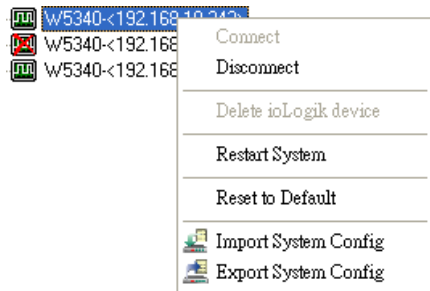 W5340-<192.168.10.243>
W5340-<192.168
W5340-<192.168
Connect
Disconnect
Delete ioLogik device
Restart System
Reset to Default
Import System Config
Export System Config